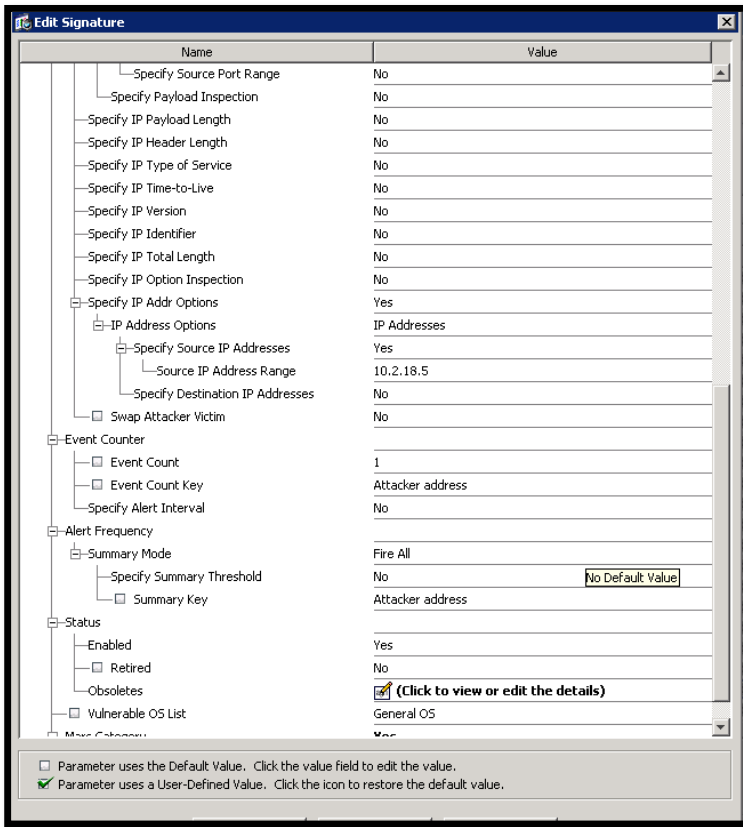 Edit Signature
Name Value
Specify Source Port Range No
Specify Payload Inspection No
Specify IP Payload Length No
Specify IP Header Length No
Specify IP Type of Service No
Specify IP Time-to-Live No
Specify IP Version No
Specify IP Identifier No
Specify IP Total Length No
Specify IP Option Inspection No
Specify IP Addr Options Yes
IP Address Options IP Addresses
Specify Source IP Addresses Yes
Source IP Address Range 10.2.18.5
Specify Destination IP Addresses No
Swap Attacker Victim No
Event Counter
Event Count 1
Event Count Key Attacker address
Specify Alert Interval No
Alert Frequency
Summary Mode Fire All
Specify Summary Threshold No No Default Value
Summary Key Attacker address
Status
Enabled Yes
Retired No
Obsoletes (Click to view or edit the details)
Vulnerable OS List General OS
Mars Category Yes
Parameter uses the Default Value. Click the value field to edit the value.
Parameter uses a User-Defined Value. Click the icon to restore the default value.